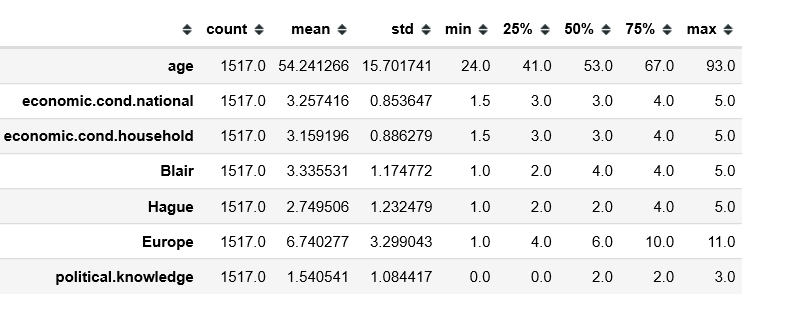 count mean std min 25% 50% 75% max
age 1517.0 54.241266 15.701741 24.0 41.0 53.0 67.0 93.0
economic.cond.national 1517.0 3.257416 0.853647 1.5 3.0 3.0 4.0 5.0
economic.cond.household 1517.0 3.159196 0.886279 1.5 3.0 3.0 4.0 5.0
Blair 1517.0 3.335531 1.174772 1.0 2.0 4.0 4.0 5.0
Hague 1517.0 2.749506 1.232479 1.0 2.0 2.0 4.0 5.0
Europe 1517.0 6.740277 3.299043 1.0 4.0 6.0 10.0 11.0
political.knowledge 1517.0 1.540541 1.084417 0.0 0.0 2.0 2.0 3.0